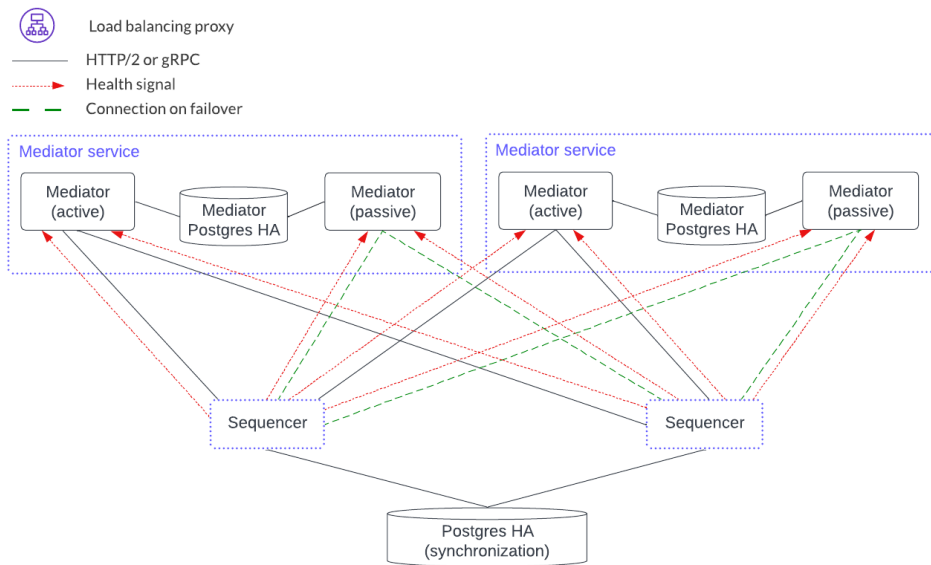 Load balancing proxy
HTTP/2 or gRPC
Health signal
Connection on failover
Mediator service
Mediator
(active)
Mediator
Postgres HA
Mediator
(passive)
Mediator service
Mediator
(active)
Mediator
Postgres HA
Mediator
(passive)
Sequencer
Sequencer
Postgres HA
(synchronization)